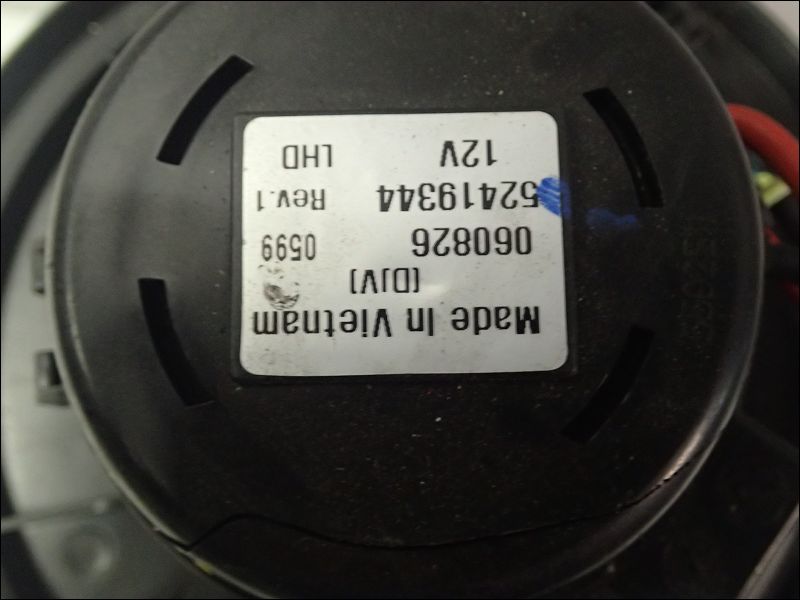 Made In Vietnam
(DJV)
060826 0599
52419344 Rev.1
12V LHD